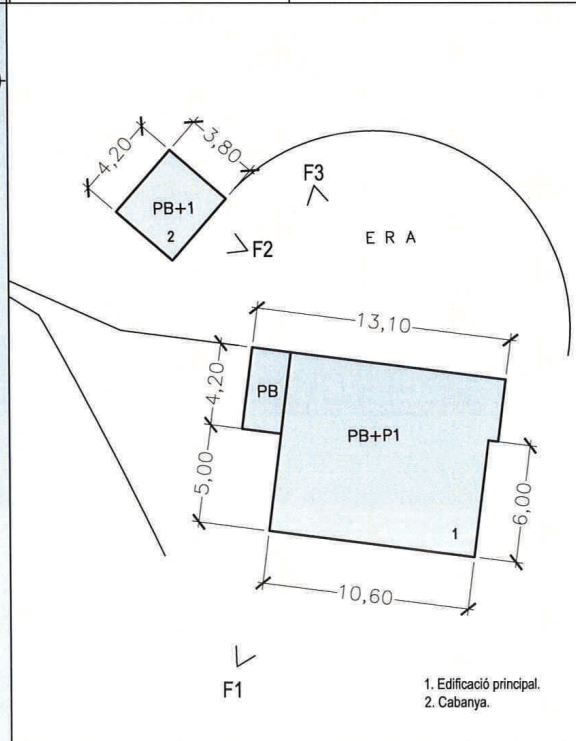 4,20
3,80
PB+1
2
F3
F2
E R A
13,10
4,20
PB
PB+P1
5,00
6,00
1
10,60
F1
1. Edificació principal.
2. Cabanya.